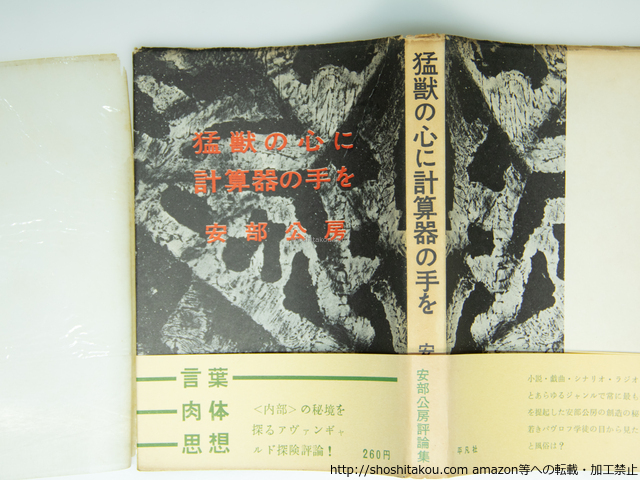 猛獣の心に
計算器の手を
安部公房
言葉
肉体
思想
<内部>の秘境を
探るアヴァンギャ
ルド探険評論!
260円
猛獣の心に計算器の手を
安
安部公房評論集
平凡社
小説・戯曲・シナリオ・ラジオ
とあらゆるジャンルで常に最も
を提起した安部公房の創造の秘
若きパヴロフ学徒の目から見た
と風俗は?
http://shoshitakou.com amazon等への転載・加工禁止